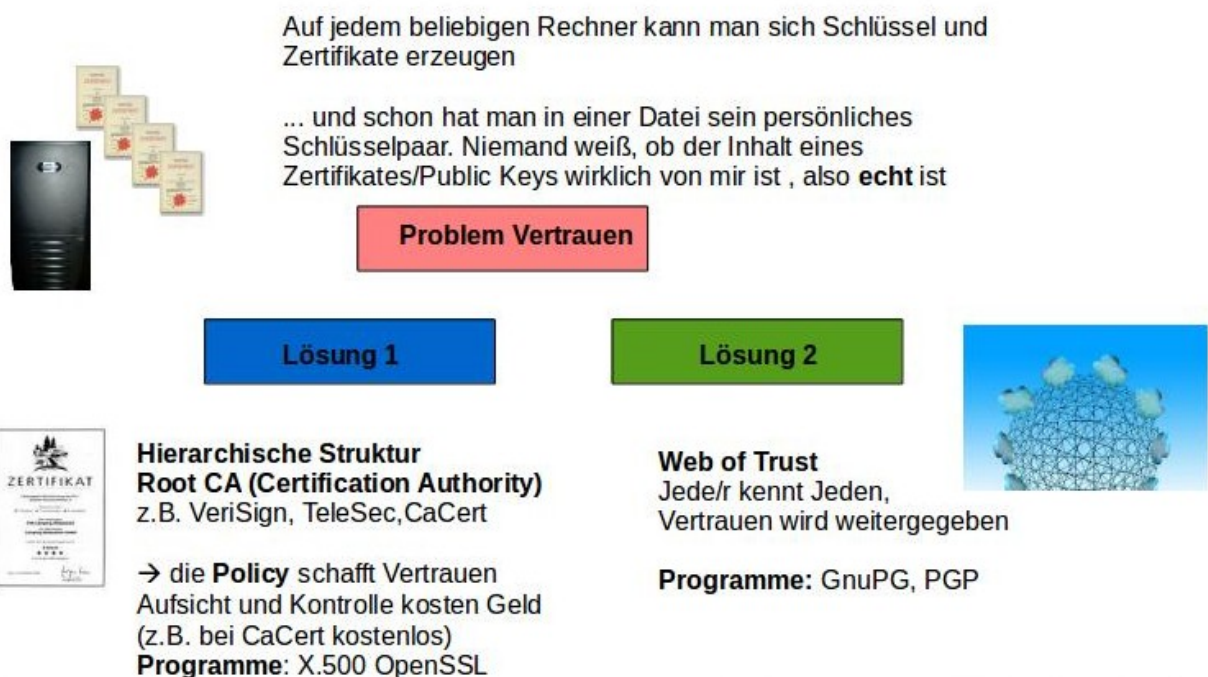 Auf jedem beliebigen Rechner kann man sich Schlüssel und
Zertifikate erzeugen
... und schon hat man in einer Datei sein persönliches
Schlüsselpaar. Niemand weiß, ob der Inhalt eines
Zertifikates/Public Keys wirklich von mir ist , also echt ist
Problem Vertrauen
Lösung 1
Lösung 2
ZERTIFIKAT
Hierarchische Struktur
Root CA (Certification Authority)
z.B. VeriSign, TeleSec,CaCert
→ die Policy schafft Vertrauen
Aufsicht und Kontrolle kosten Geld
(z.B. bei CaCert kostenlos)
Programme: X.500 OpenSSL
Web of Trust
Jede/r kennt Jeden,
Vertrauen wird weitergegeben
Programme: GnuPG, PGP